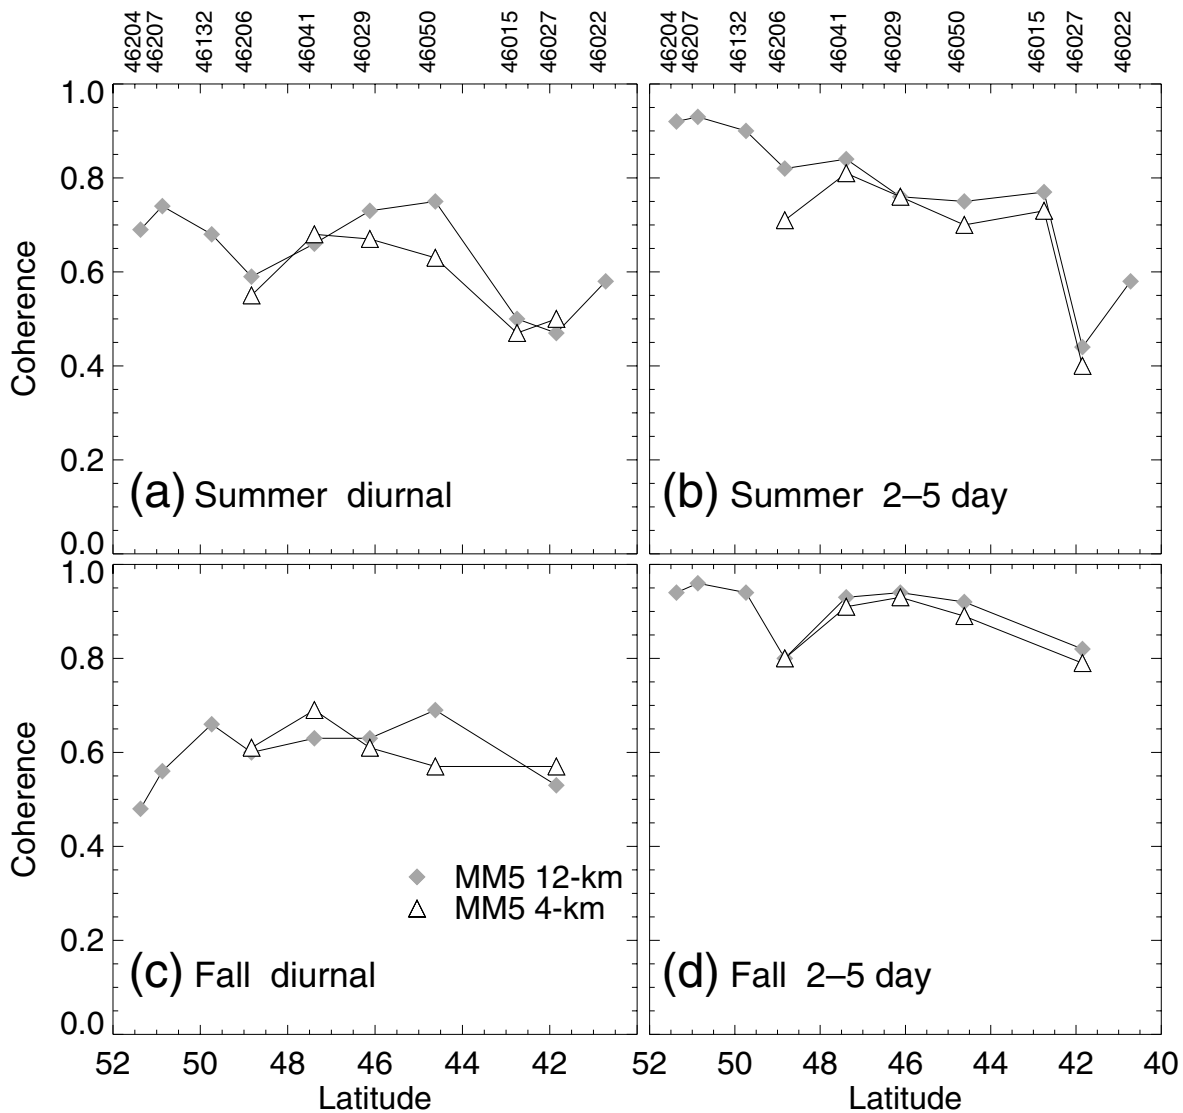 46204 46207 46132 46206 46041 46029 46050 46015 46027 46022
46204 46207 46132 46206 46041 46029 46050 46015 46027 46022
1.0
0.8
0.6
0.4
0.2
0.0
Coherence
(a) Summer diurnal
(b) Summer 2–5 day
1.0
0.8
0.6
0.4
0.2
0.0
Coherence
MM5 12-km
MM5 4-km
(c) Fall diurnal
(d) Fall 2–5 day
52 50 48 46 44 42
52 50 48 46 44 42 40
Latitude
Latitude